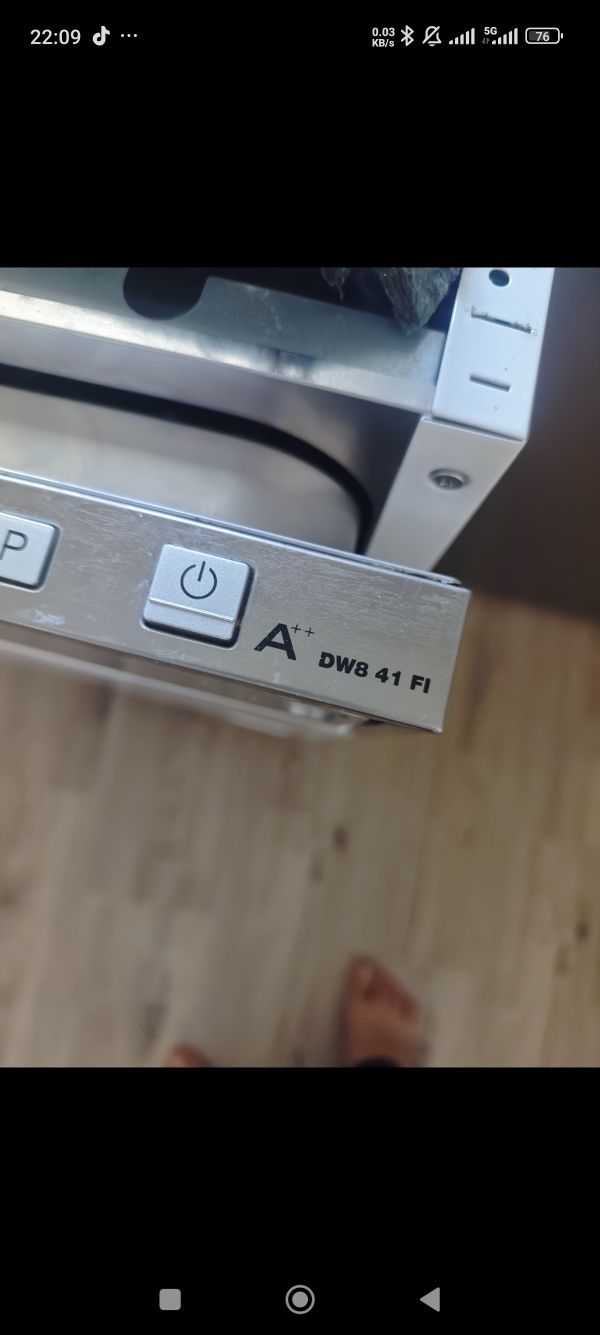 22:09
0.03
KB/s
5G
76
P
A++
DW8 41 FI